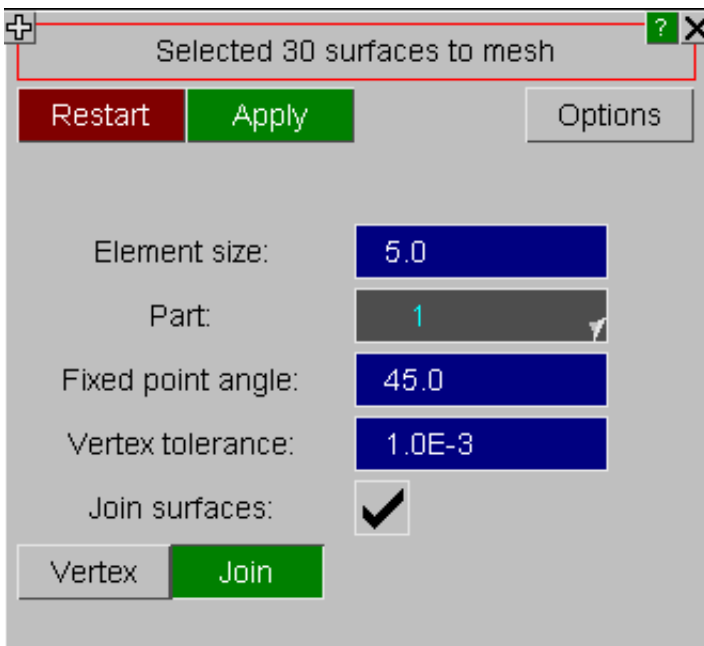 ?
Selected 30 surfaces to mesh
Restart Apply Options
Element size: 5.0
Part: 1
Fixed point angle: 45.0
Vertex tolerance: 1.0E-3
Join surfaces:
Vertex Join